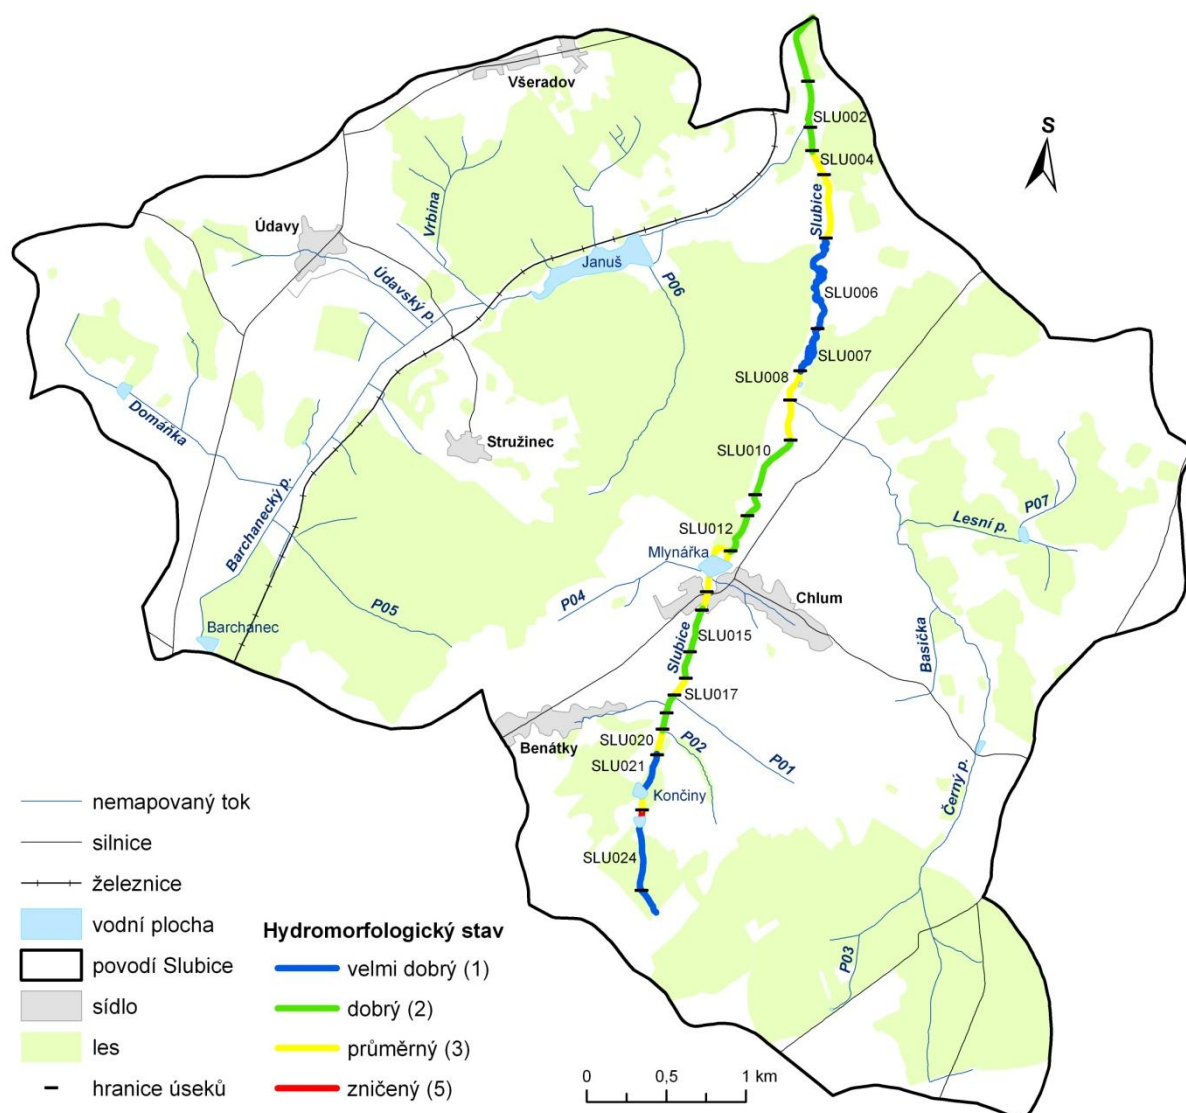 Všeradov
SLU002
S
SLU004
Slubice
Vrbina
Údavy
Januš
P06
Údavský p.
SLU006
SLU007
SLU008
Domáňka
Stružinec
SLU010
P07
Lesní p.
Barchanecký p.
SLU012
Mlynářka
P04
Chlum
P05
Barchanec
Slubice
SLU015
Basička
SLU017
Benátky
SLU020
P02
P01
SLU021
Končiny
Černý p.
SLU024
P03
nemapovaný tok
silnice
železnice
vodní plocha
povodí Slubice
sídlo
les
hranice úseků
Hydromorfologický stav
velmi dobrý (1)
dobrý (2)
průměrný (3)
zničený (5)
0 0,5 1 km